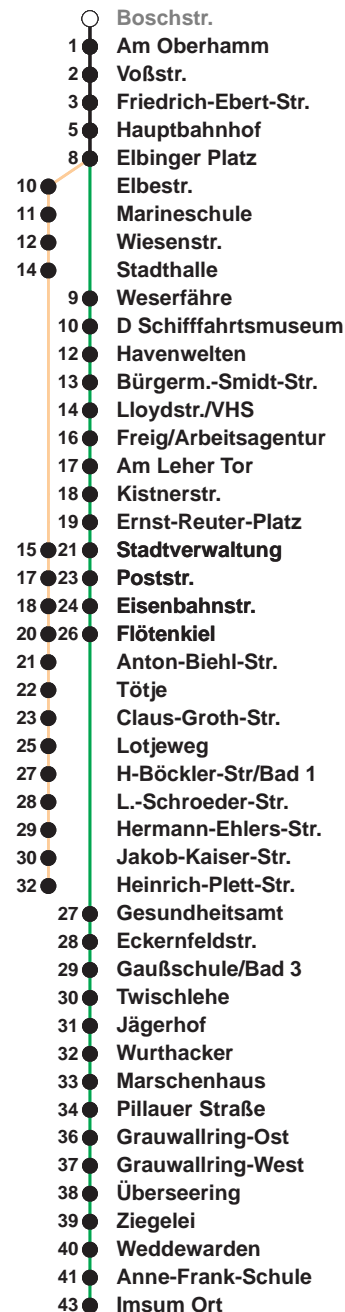 Boschstr.
1 Am Oberhamm
2 Voßstr.
3 Friedrich-Ebert-Str.
5 Hauptbahnhof
8 Elbinger Platz
10 Elbestr.
11 Marineschule
12 Wiesenstr.
14 Stadthalle
9 Weserfähre
10 D Schifffahrtsmuseum
12 Havenwelten
13 Bürgerm.-Smidt-Str.
14 Lloydstr./VHS
16 Freig/Arbeitsagentur
17 Am Leher Tor
18 Kistnerstr.
19 Ernst-Reuter-Platz
15 21 Stadtverwaltung
17 23 Poststr.
18 24 Eisenbahnstr.
20 26 Flötenkiel
21 Anton-Biehl-Str.
22 Tötje
23 Claus-Groth-Str.
25 Lotjeweg
27 H-Böckler-Str/Bad 1
28 L.-Schroeder-Str.
29 Hermann-Ehlers-Str.
30 Jakob-Kaiser-Str.
32 Heinrich-Plett-Str.
27 Gesundheitsamt
28 Eckernfeldstr.
29 Gaußschule/Bad 3
30 Twischlehe
31 Jägerhof
32 Wurthacker
33 Marschenhaus
34 Pillauer Straße
36 Grauwallring-Ost
37 Grauwallring-West
38 Überseering
39 Ziegelei
40 Weddewarden
41 Anne-Frank-Schule
43 Imsum Ort